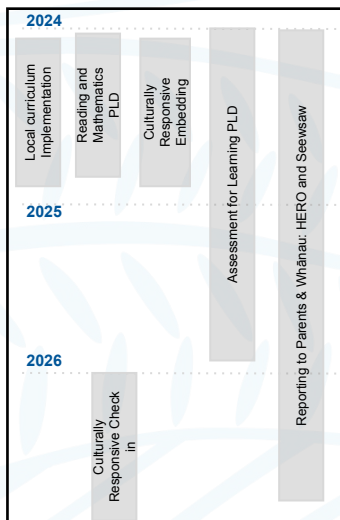 2024
Local curriculum
Implementation
Reading and
Mathematics
PLD
Culturally
Responsive
Embedding
Assessment for Learning PLD
Reporting to Parents & Whānau: HERO and Seewsaw
2025
2026
Culturally
Responsive Check
in